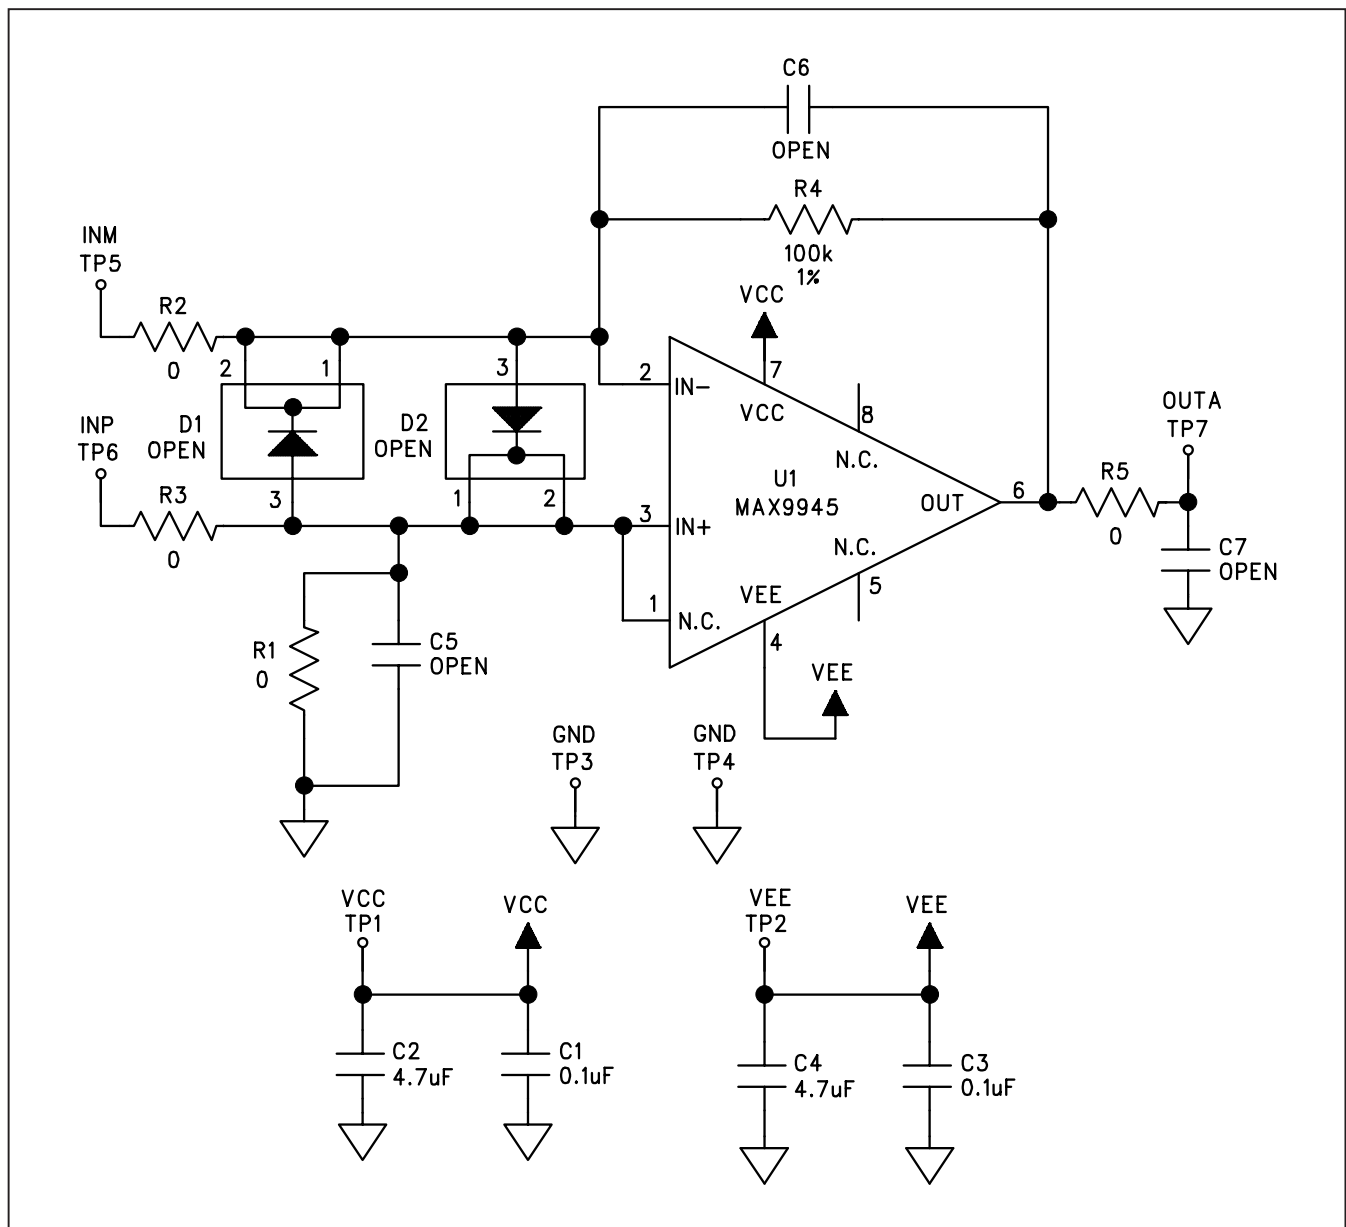 C6
OPEN
R4
100k
1%
INM
TP5
R2
0
2
1
3
INP
TP6
D1
OPEN
D2
OPEN
R3
0
3
1
2
VCC
7
VCC
2
IN-
8
N.C.
U1
MAX9945
OUT
6
3
IN+
N.C.
5
1
N.C.
VEE
4
VEE
OUTA
TP7
R5
0
C7
OPEN
R1
0
C5
OPEN
GND
TP3
GND
TP4
VCC
TP1
VCC
C2
4.7uF
C1
0.1uF
VEE
TP2
VEE
C4
4.7uF
C3
0.1uF